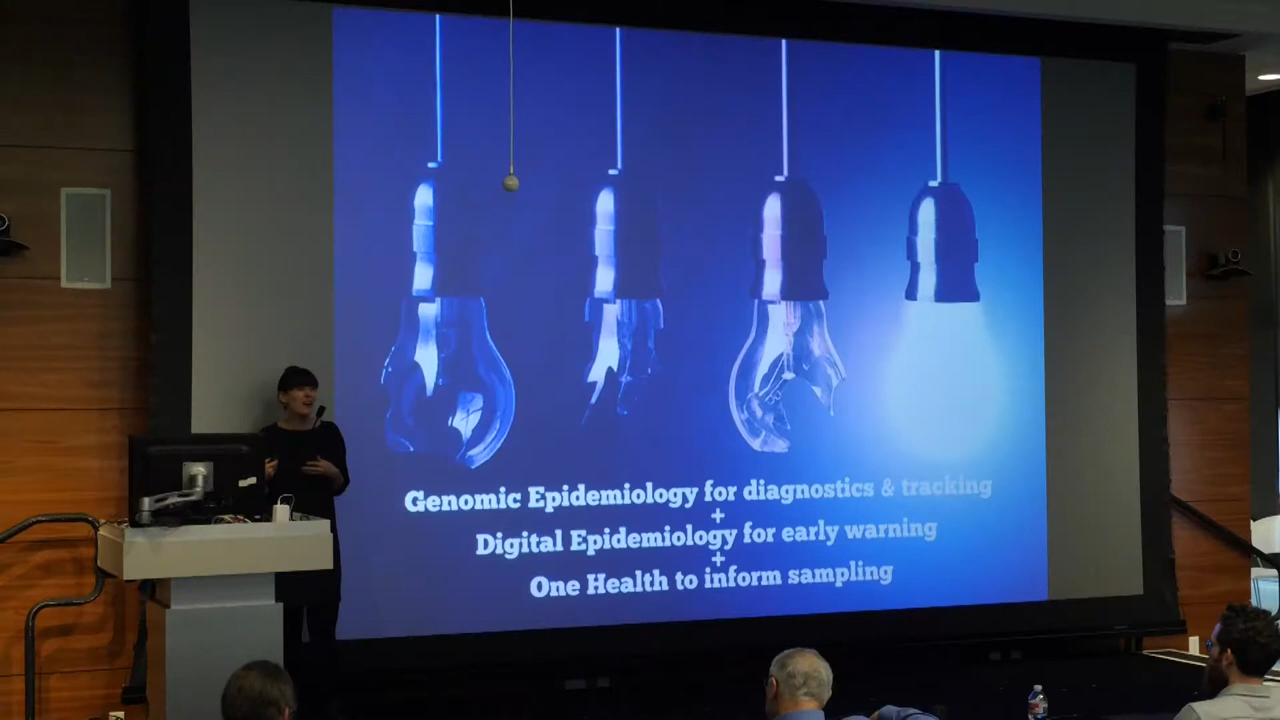 Genomic Epidemiology for diagnostics & tracking
+
Digital Epidemiology for early warning
+
One Health to inform sampling